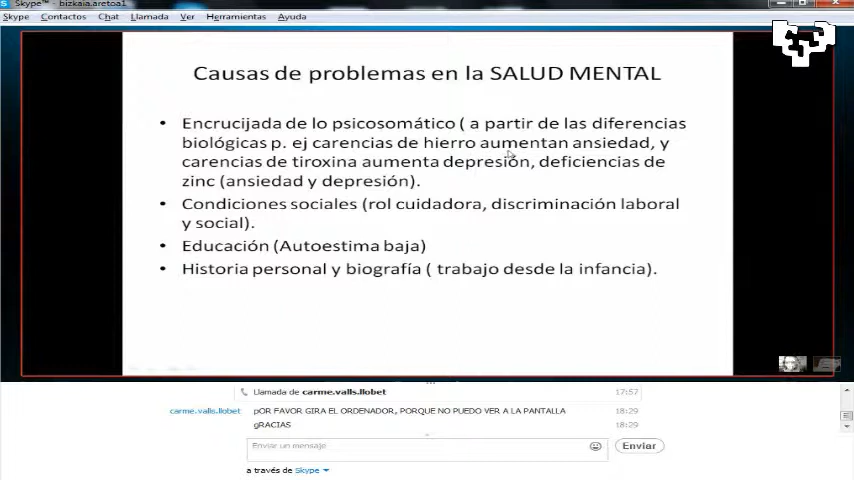 Skype™ - bizkaia.aretoa1
Skype Contactos Chat Llamada Ver Herramientas Ayuda
Causas de problemas en la SALUD MENTAL
• Encrucijada de lo psicosomático ( a partir de las diferencias
biológicas p. ej carencias de hierro aumentan ansiedad, y
carencias de tiroxina aumenta depresión, deficiencias de
zinc (ansiedad y depresión).
• Condiciones sociales (rol cuidadora, discriminación laboral
y social).
• Educación (Autoestima baja)
• Historia personal y biografía ( trabajo desde la infancia).
Llamada de carme.valls.llobet 17:57
carme.valls.llobet pOR FAVOR GIRA EL ORDENADOR, PORQUE NO PUEDO VER A LA PANTALLA 18:29
gRACIAS 18:29
Enviar un mensaje Enviar
a través de Skype